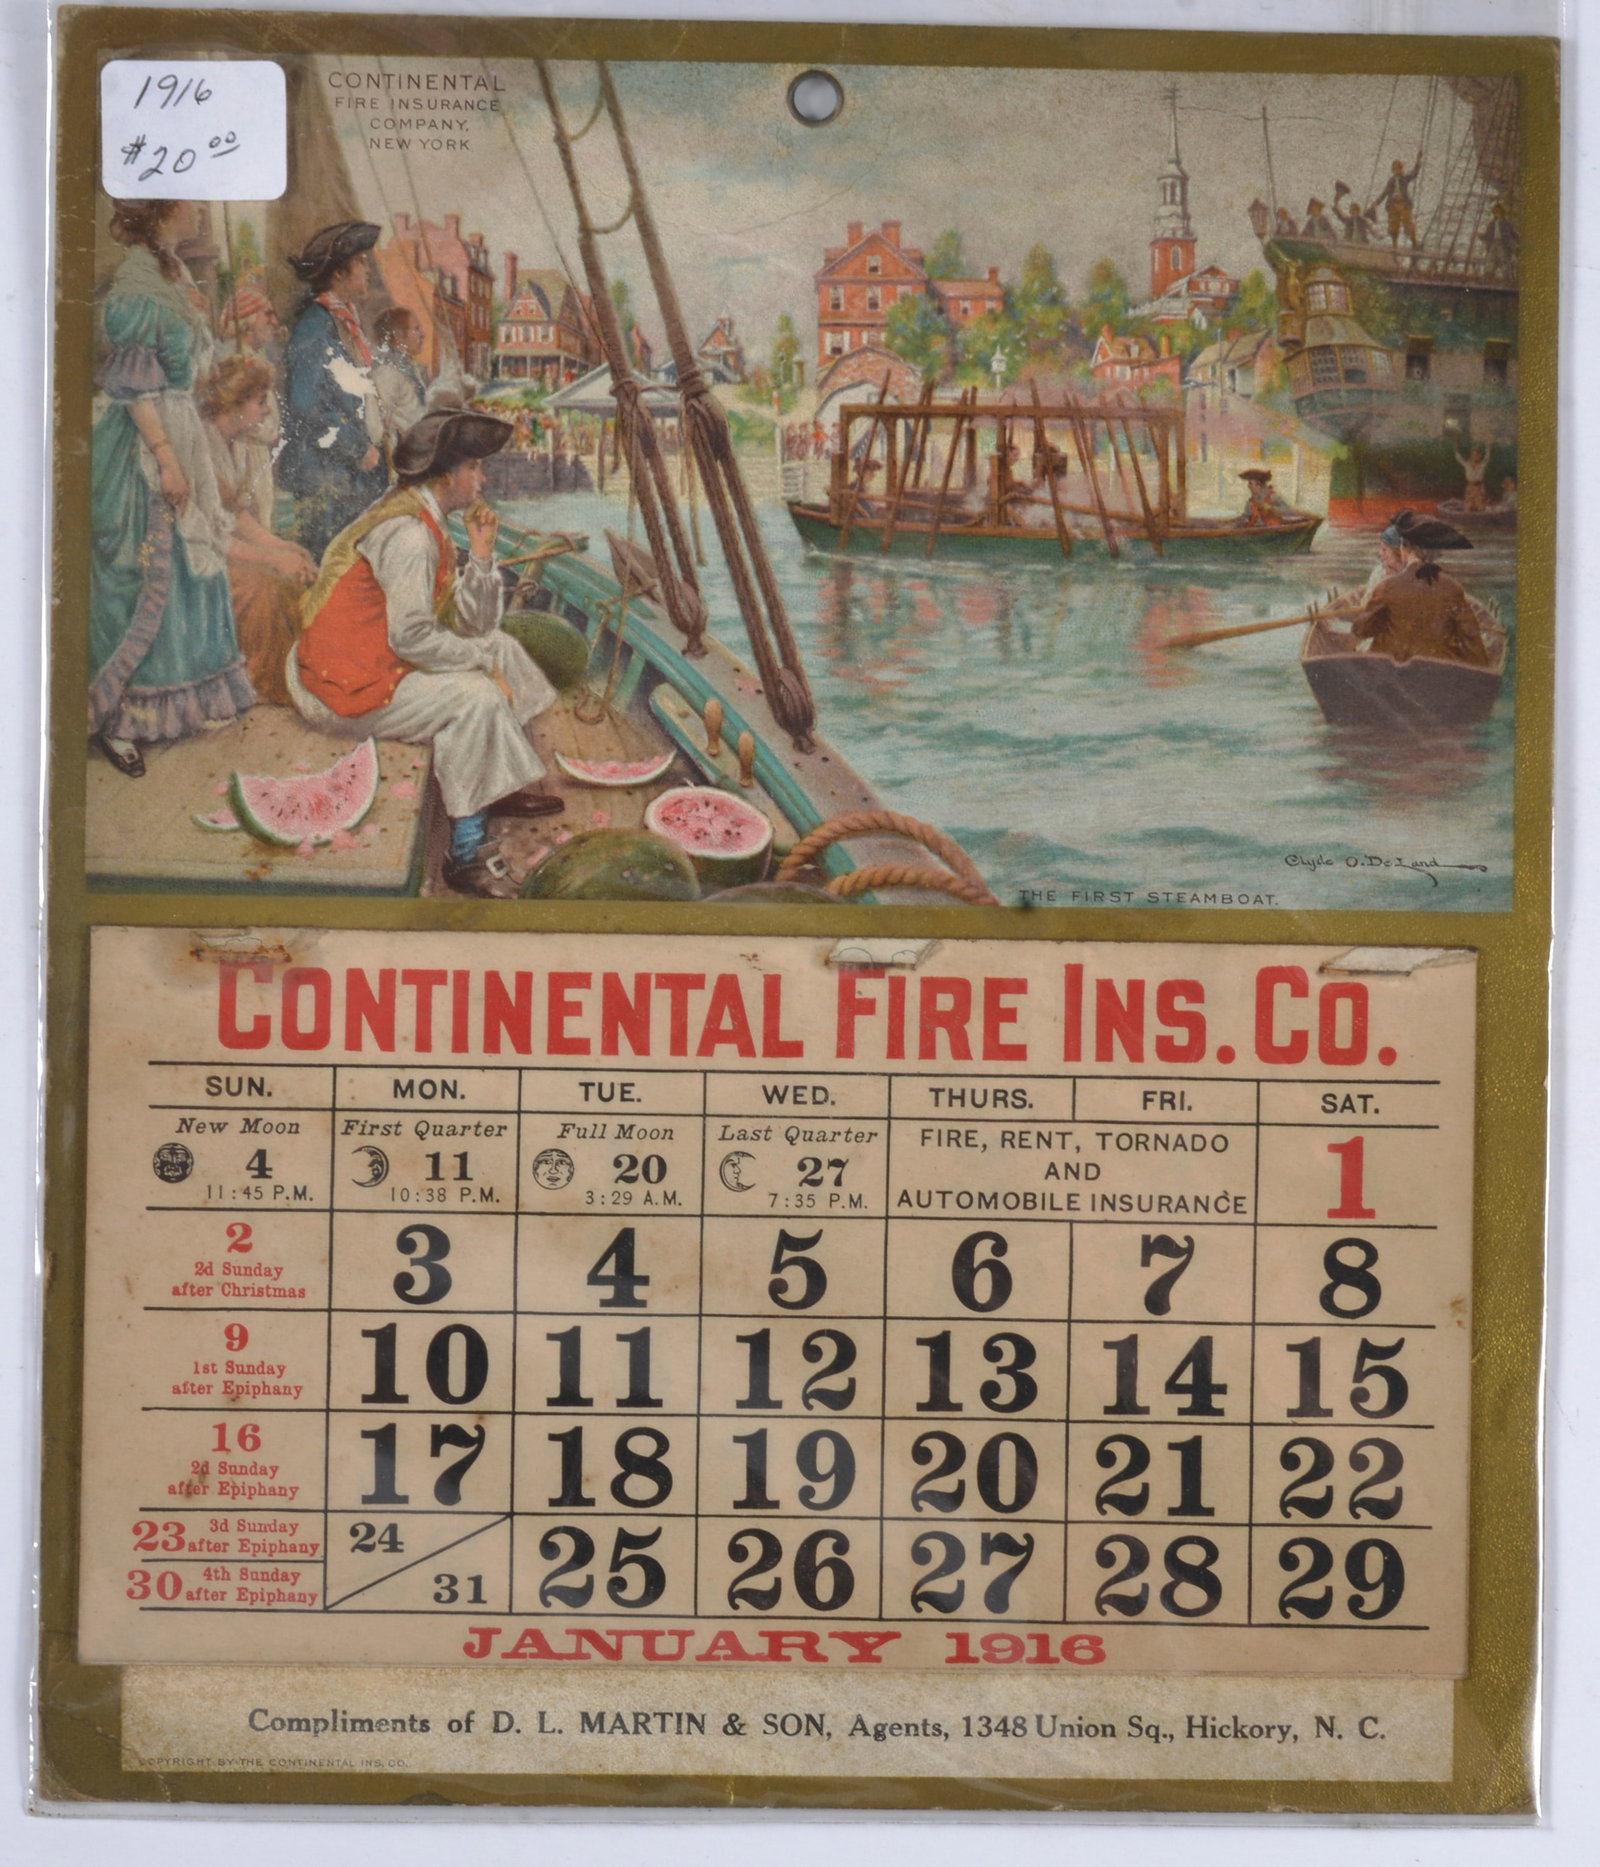 1916
$20.00
CONTINENTAL
FIRE INSURANCE
COMPANY,
NEW YORK
Clyde O. DeLand
THE FIRST STEAMBOAT.
CONTINENTAL FIRE INS. CO.
SUN. MON. TUE. WED. THURS. FRI. SAT.
New Moon 4 11:45 P.M.
First Quarter 11 10:38 P.M.
Full Moon 20 3:29 A.M.
Last Quarter 27 7:35 P.M.
FIRE, RENT, TORNADO
AND
AUTOMOBILE INSURANCE
1
2 3 4 5 6 7 8
2d Sunday
after Christmas
9 10 11 12 13 14 15
1st Sunday
after Epiphany
16 17 18 19 20 21 22
2d Sunday
after Epiphany
23 3d Sunday
after Epiphany
30 4th Sunday
after Epiphany
24 31 25 26 27 28 29
JANUARY 1916
Compliments of D. L. MARTIN & SON, Agents, 1348 Union Sq., Hickory, N. C.
COPYRIGHT BY THE CONTINENTAL INS. CO.